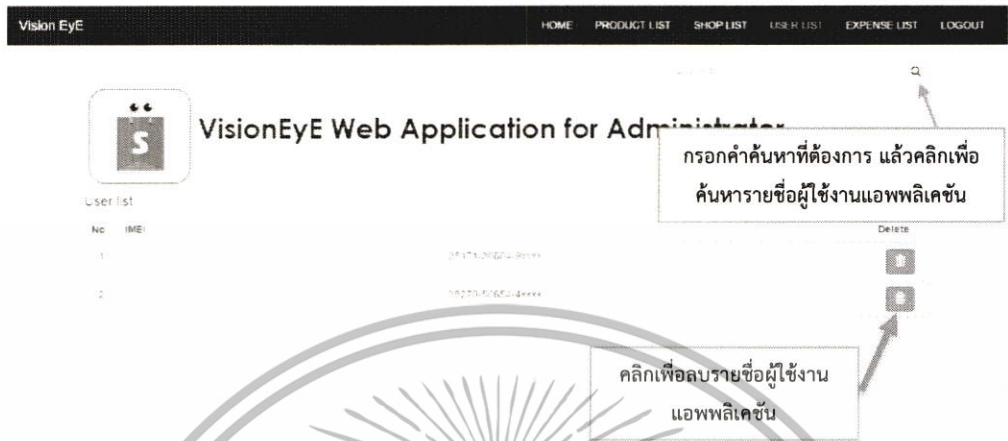 Vision EyE
HOME PRODUCT LIST SHOP LIST USER LIST EXPENSE LIST LOGOUT
S
VisionEyE Web Application for Administrator
กรอกคำค้นหาที่ต้องการ แล้วคลิกเพื่อ
ค้นหารายชื่อผู้ใช้งานแอพพลิเคชัน
User list
No IMEI Delete
1
2
คลิกเพื่อลบรายชื่อผู้ใช้งาน
แอพพลิเคชัน